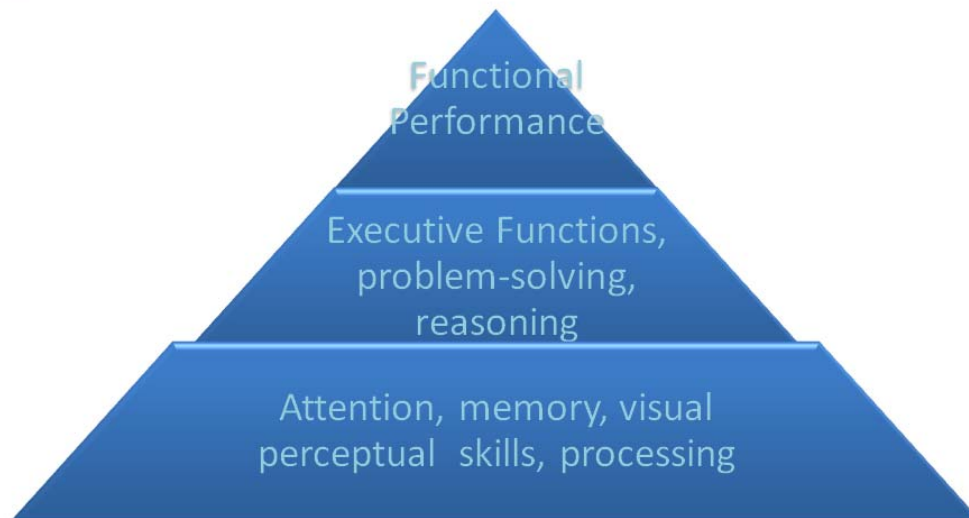 Functional
Performance
Executive Functions,
problem-solving,
reasoning
Attention, memory, visual
perceptual skills, processing